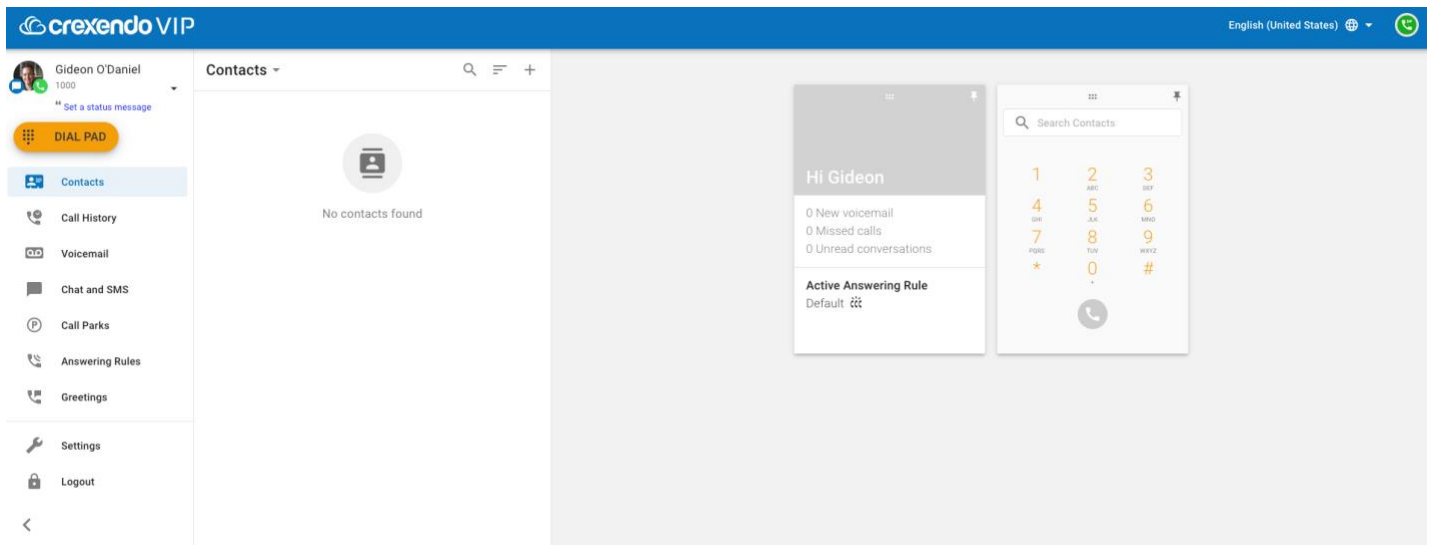 crexendo VIP
English (United States)
Gideon O'Daniel
1000
" Set a status message
DIAL PAD
Contacts
Call History
Voicemail
Chat and SMS
Call Parks
Answering Rules
Greetings
Settings
Logout
Contacts
No contacts found
Hi Gideon
0 New voicemail
0 Missed calls
0 Unread conversations
Active Answering Rule
Default
Search Contacts
1 2 3
ABC DEF
4 5 6
GHI JKL MNO
7 8 9
PQRS TUV WXYZ
* 0 #